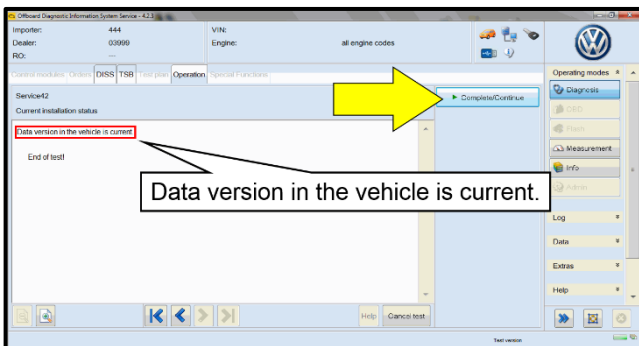 Offboard Diagnostic Information System Service - 4.2.3
Importer: 444 VIN:
Dealer: 03999 Engine: all engine codes
RO: ---
Control modules Orders DISS TSB Test plan Operation Special Functions
Operating modes
Service42
Complete/Continue
Diagnosis
Current installation status
OBD
Data version in the vehicle is current.
Flash
End of test!
Measurement
Info
Data version in the vehicle is current.
Admin
Log
Data
Extras
Help
Help Cancel test
Test version